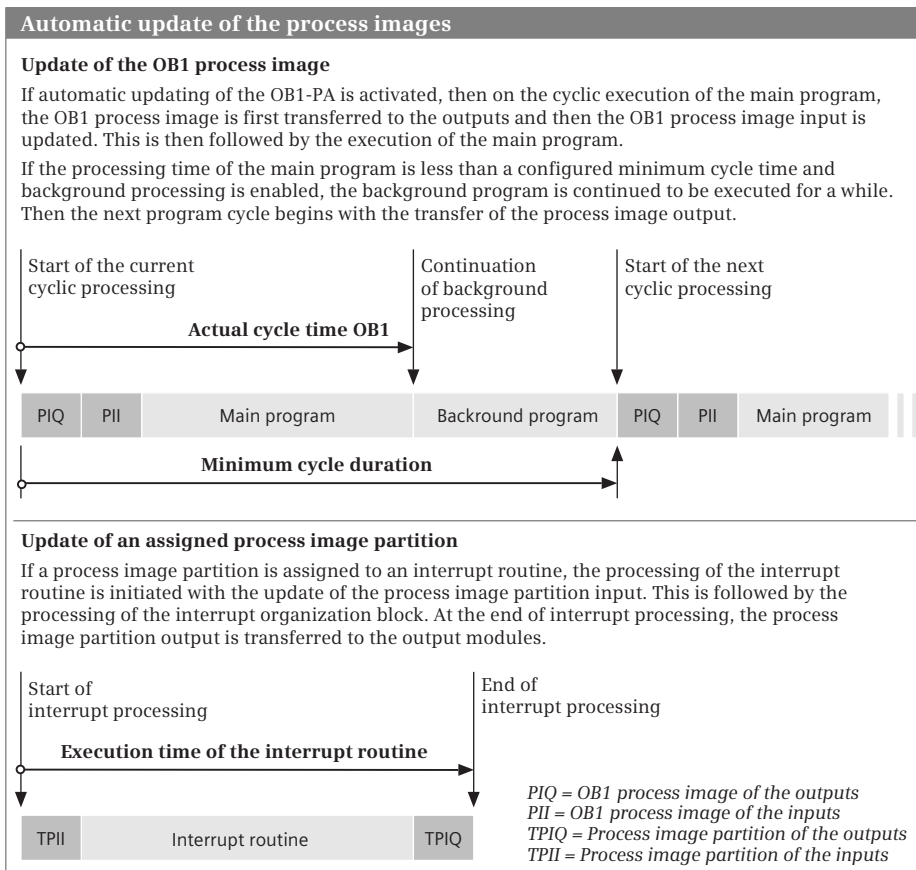 Automatic update of the process images
Update of the OB1 process image
If automatic updating of the OB1-PA is activated, then on the cyclic execution of the main program,
the OB1 process image is first transferred to the outputs and then the OB1 process image input is
updated. This is then followed by the execution of the main program.
If the processing time of the main program is less than a configured minimum cycle time and
background processing is enabled, the background program is continued to be executed for a while.
Then the next program cycle begins with the transfer of the process image output.
Start of the current
cyclic processing
Continuation
of background
processing
Start of the next
cyclic processing
Actual cycle time OB1
PIQ PII Main program Backround program PIQ PII Main program
Minimum cycle duration
Update of an assigned process image partition
If a process image partition is assigned to an interrupt routine, the processing of the interrupt
routine is initiated with the update of the process image partition input. This is followed by the
processing of the interrupt organization block. At the end of interrupt processing, the process
image partition output is transferred to the output modules.
Start of
interrupt processing
End of
interrupt processing
Execution time of the interrupt routine
TPII Interrupt routine TPIQ
PIQ = OB1 process image of the outputs
PII = OB1 process image of the inputs
TPIQ = Process image partition of the outputs
TPII = Process image partition of the inputs